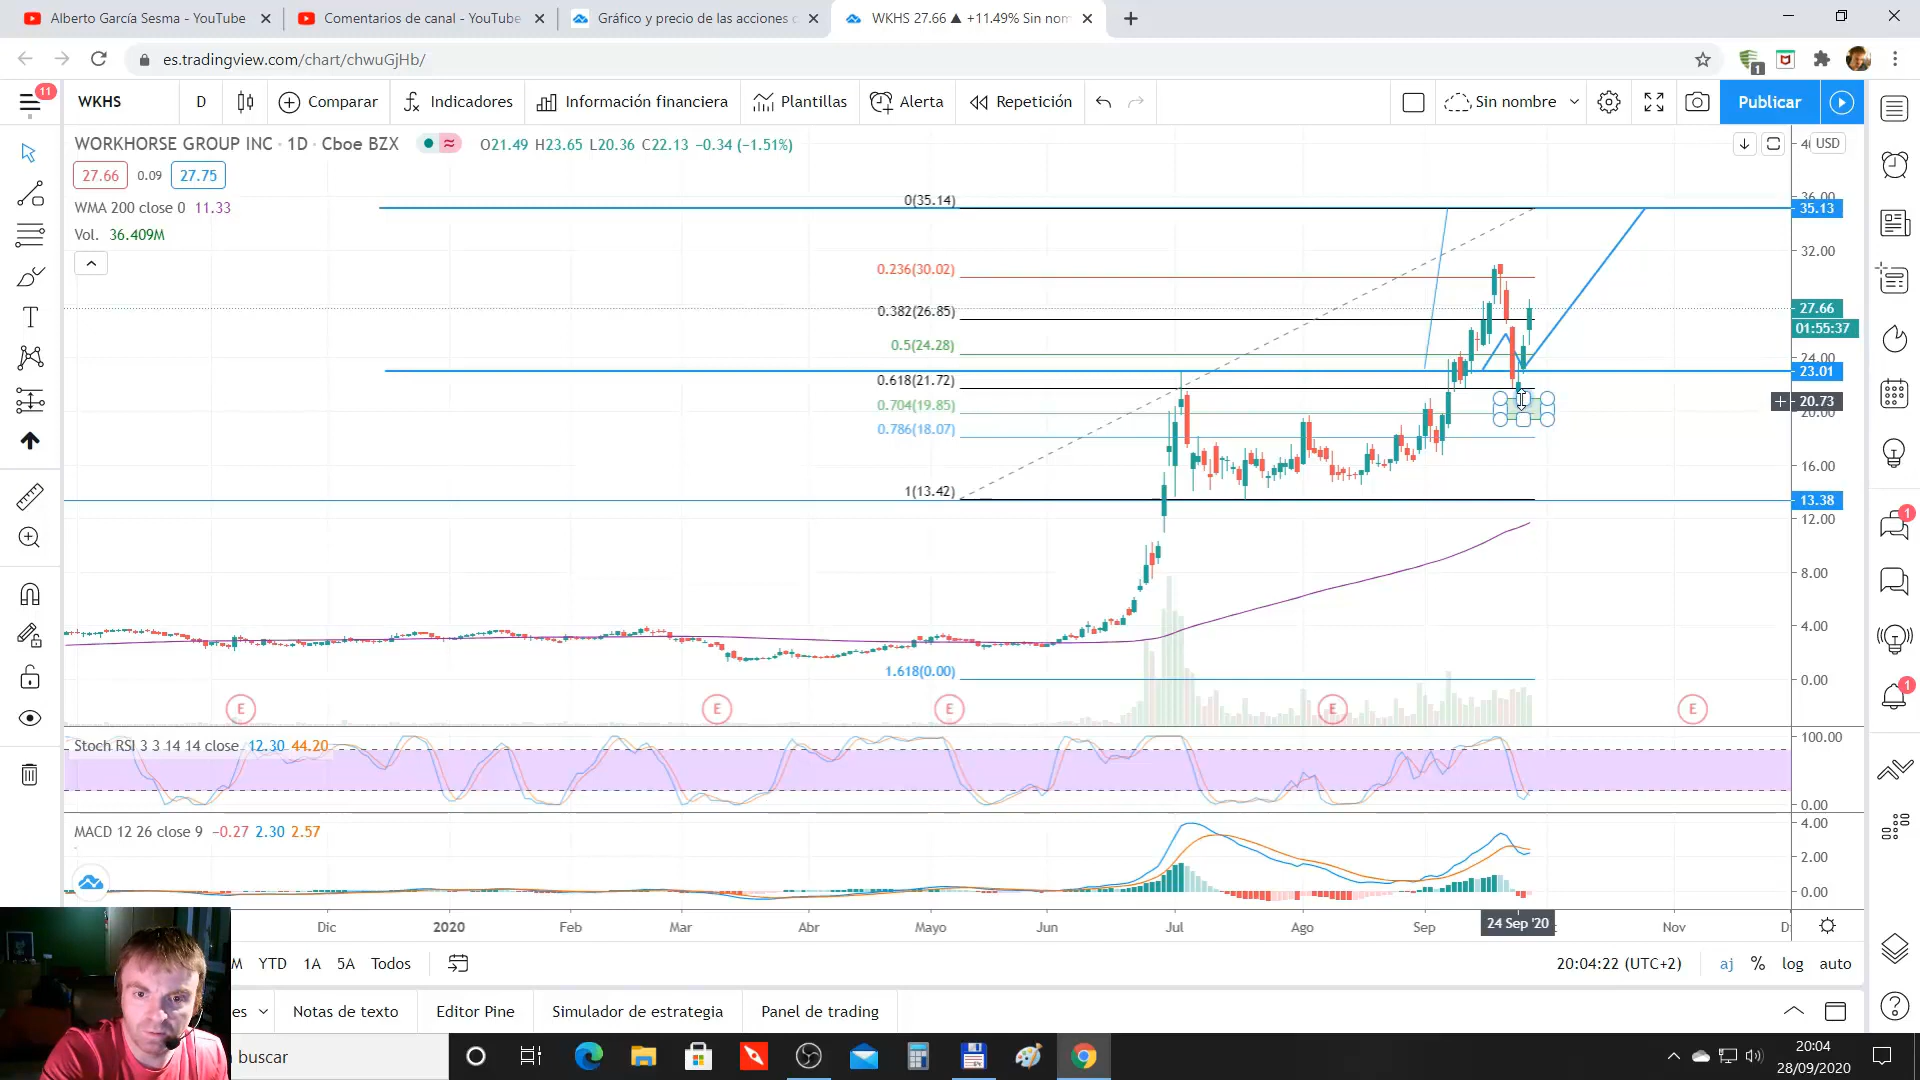 Alberto García Sesma - YouTube
Comentarios de canal - YouTube
Gráfico y precio de las acciones
WKHS 27.66 ▲ +11.49% Sin nom
es.tradingview.com/chart/chwuGjHb/
1
11
WKHS D Comparar Indicadores Información financiera Plantillas Alerta Repetición Sin nombre Publicar
WORKHORSE GROUP INC · 1D · Cboe BZX O21.49 H23.65 L20.36 C22.13 −0.34 (−1.51%)
USD
27.66 0.09 27.75
WMA 200 close 0 11.33
Vol. 36.409M
0(35.14)
0.236(30.02)
0.382(26.85)
0.5(24.28)
0.618(21.72)
0.704(19.85)
0.786(18.07)
1(13.42)
1.618(0.00)
36.00
35.13
32.00
27.66
01:55:37
24.00
23.01
20.73
20.00
16.00
13.38
12.00
8.00
4.00
0.00
E E E E E
Stoch RSI 3 3 14 14 close 12.30 44.20
100.00
0.00
MACD 12 26 close 9 −0.27 2.30 2.57
4.00
2.00
0.00
Dic 2020 Feb Mar Abr Mayo Jun Jul Ago Sep 24 Sep '20 Nov
1
1
M YTD 1A 5A Todos
20:04:22 (UTC+2) aj % log auto
es Notas de texto Editor Pine Simulador de estrategia Panel de trading
buscar
20:04
28/09/2020